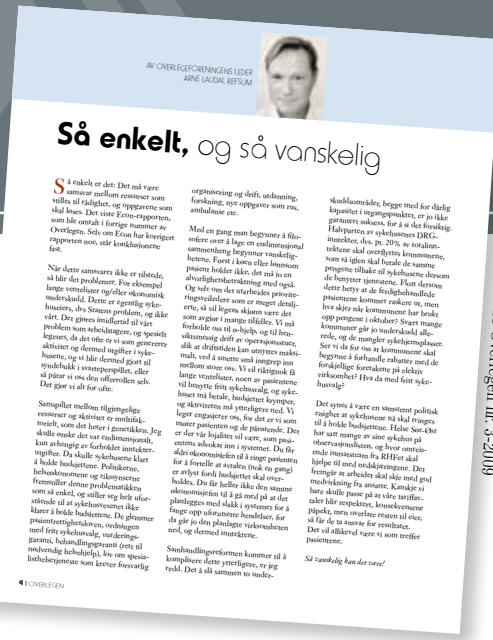 AV OVERLEGEFORENINGENS LEDER
ARNE LAUDAL REFSUM
Så enkelt, og så vanskelig
Så enkelt er det: Det må være
samsvar mellom ressurser som
stilles til rådighet, og oppgavene som
skal løses. Det viste Econ-rapporten,
som ble omtalt i forrige nummer av
Overlegen. Selv om Econ har korrigert
rapporten noe, står konklusjonene
fast.
Når dette samsvaret ikke er tilstede,
så blir det problemer. For eksempel
lange ventelister og/eller økonomisk
underskudd. Dette er egentlig syke-
huseiers, dvs Statens problem, og ikke
vårt. Det gjøres imidlertid til vårt
problem som arbeidstagere, og spesielt
legenes, da det ofte er vi som genererer
aktivitet og dermed utgifter i syke-
husene, og vi blir dermed gjort til
syndebukk i svarteperspillet, eller
så påtar vi oss den offerrollen selv.
Det gjør vi alt for ofte.
Samspillet mellom tilgjengelige
ressurser og aktivitet er multifak-
torielt, som det heter i genetikken. Jeg
skulle ønske det var endimensjonalt,
kun avhengig av forholdet inntekter-
utgifter. Da skulle sykehusene klart
å holde budsjettene. Politikerne,
helseøkonomene og riksynserne
fremstiller denne problematikken
som så enkel, og stiller seg helt ufor-
stående til at sykehusvesenet ikke
klarer å holde budsjettene. De glemmer
pasientrettighetsloven, ordningen
med fritt sykehusvalg, vurderings-
garanti, behandlingsgaranti (rett til
nødvendig helsehjelp), lov om spesia-
listhelsetjeneste som krever forsvarlig
organisering og drift, utdanning,
forskning, nye oppgaver som rus,
ambulanse etc.
Med en gang man begynner å filo-
sofere over å lage en endimensjonal
sammenheng begynner vanskelig-
hetene. Først i køen eller lønnsom
pasient holder ikke, det må jo en
alvorlighetsbetraktning med også.
Og selv om det utarbeides priorite-
ringsveiledere som er meget detalj-
erte, så vil legens skjønn være det
som avgjør i mange tilfeller. Vi må
forholde oss til ø-hjelp og til hen-
siktsmessig drift av operasjonsstuer,
slik at driftstiden kan utnyttes maksi-
malt, ved å smette små inngrep inn
mellom store osv. Vi vil riktignok få
lange ventelister, noen av pasientene
vil benytte fritt sykehusvalg, og syke-
huset må betale, budsjettet krymper,
og aktiviteten må ytterligere ned. Vi
leger engasjerer oss, for det er vi som
møter pasienten og de pårørende. Det
er der vår lojalitet vil være, som pasi-
entens advokat inn i systemet. Du får
aldri økonomisjefen til å ringe pasienten
for å fortelle at avtalen (nok en gang)
er avlyst fordi budsjettet skal over-
holdes. Du får heller ikke den samme
økonomisjefen til å gå med på at det
planlegges med slakk i systemet for å
fange opp uforutsette hendelser, for
da går jo den planlagte virksomheten
ned, og dermed inntektene.
Samhandlingsreformen kommer til å
komplisere dette ytterligere, er jeg
redd. Det å slå sammen to under-
skuddsområder, begge med for dårlig
kapasitet i utgangspunktet, er jo ikke
garantert suksess, for å si det forsiktig.
Halvparten av sykehusenes DRG-
inntekter, dvs. pt. 20% av totalinn-
tektene skal overflyttes kommunene,
som så igjen skal betale de samme
pengene tilbake til sykehusene dersom
de benytter tjenestene. Flott dersom
dette betyr at de ferdigbehandlede
pasientene kommer raskere ut, men
hva skjer når kommunene har brukt
opp pengene i oktober? Svært mange
kommuner går jo underskudd alle-
rede, og de mangler sykehjemsplasser.
Ser vi da for oss at kommunene skal
begynne å forhandle rabatter med de
forskjellige foretakene på elektiv
virksomhet? Hva da med fritt syke-
husvalg?
Det synes å være en samstemt politisk
enighet at sykehusene nå skal tvinges
til å holde budsjettene. Helse Sør-Øst
har satt mange av sine sykehus på
observasjonslisten, og hvor omreis-
ende innsatsteam fra RHFet skal
hjelpe til med nedskjæringene. Det
fremgår at arbeidet skal skje med god
medvirkning fra ansatte. Kanskje vi
bare skulle passe på at våre tariffav-
taler blir respektert, konsekvensene
påpekt, men overlate resten til eier,
så får de ta ansvar for resultatet.
Det vil allikevel være vi som treffer
pasientene.
Så vanskelig kan det være!
4 | OVERLEGEN
nr. 3-2009